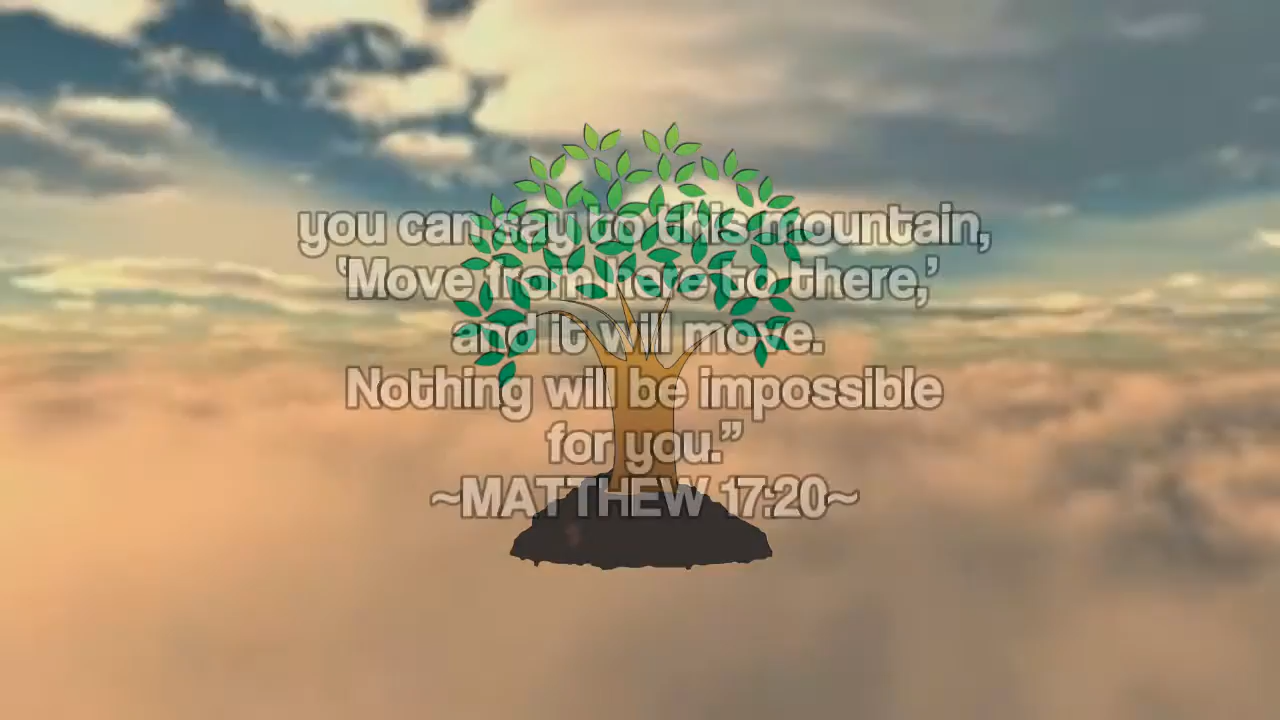 you can say to this mountain,
‘Move from here to there,’
and it will move.
Nothing will be impossible
for you.”
~MATTHEW 17:20~